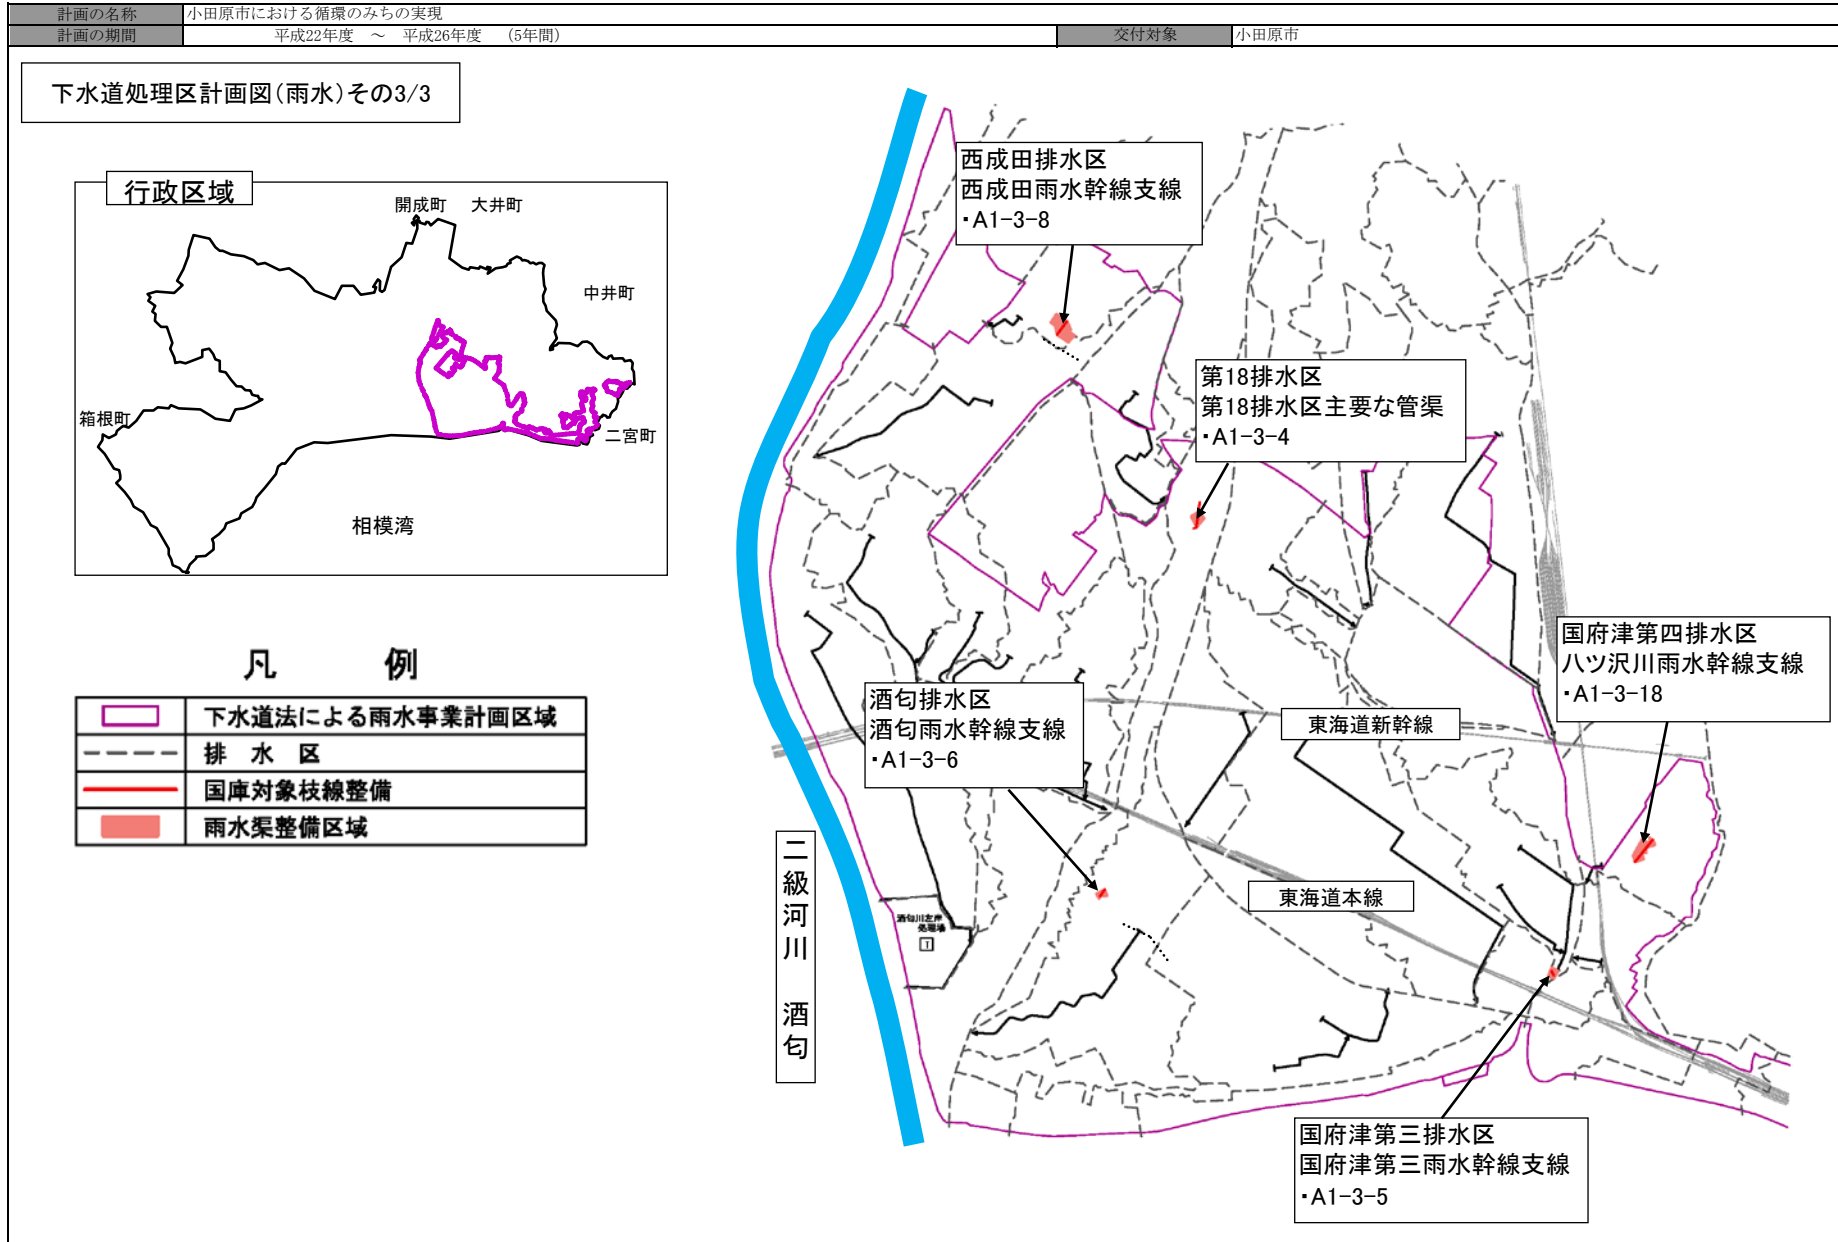 計画の名称
小田原市における循環のみちの実現
計画の期間
平成22年度 ～ 平成26年度 （5年間）
交付対象
小田原市
下水道処理区計画図（雨水）その3/3
行政区域
開成町 大井町
中井町
箱根町
二宮町
相模湾
凡 例
下水道法による雨水事業計画区域
排 水 区
国庫対象枝線整備
雨水渠整備区域
西成田排水区
西成田雨水幹線支線
・A1-3-8
第18排水区
第18排水区主要な管渠
・A1-3-4
国府津第四排水区
八ツ沢川雨水幹線支線
・A1-3-18
酒匂排水区
酒匂雨水幹線支線
・A1-3-6
東海道新幹線
東海道本線
二級河川 酒匂
酒匂川左岸
処理場
T
国府津第三排水区
国府津第三雨水幹線支線
・A1-3-5